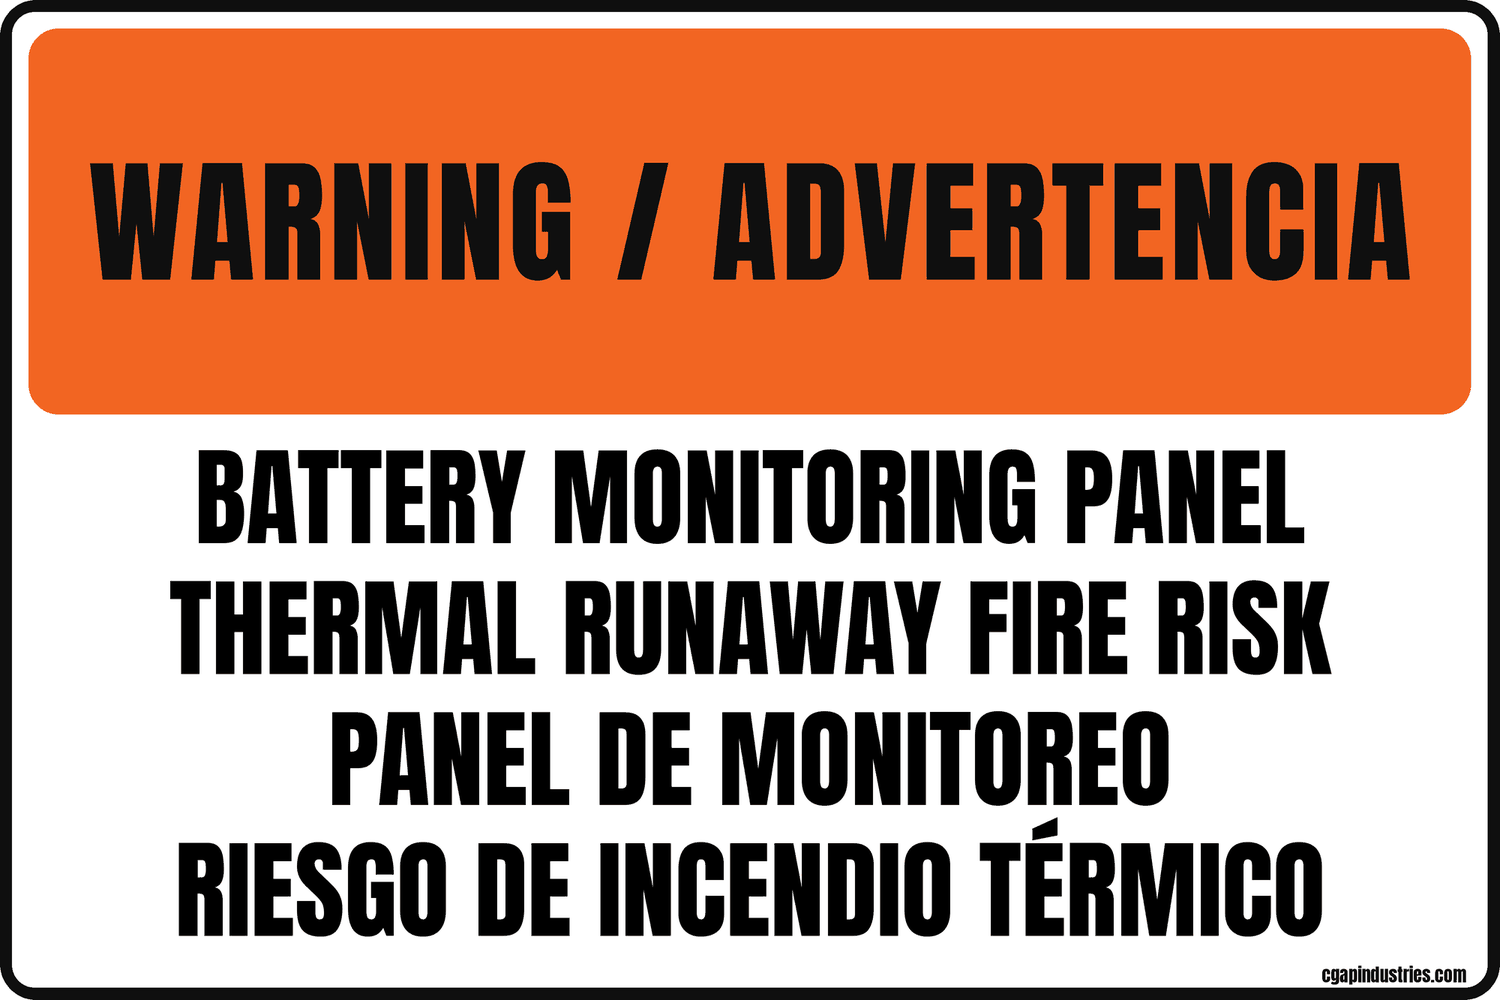 WARNING / ADVERTENCIA
BATTERY MONITORING PANEL
THERMAL RUNAWAY FIRE RISK
PANEL DE MONITOREO
RIESGO DE INCENDIO TÉRMICO
cgapindustries.com